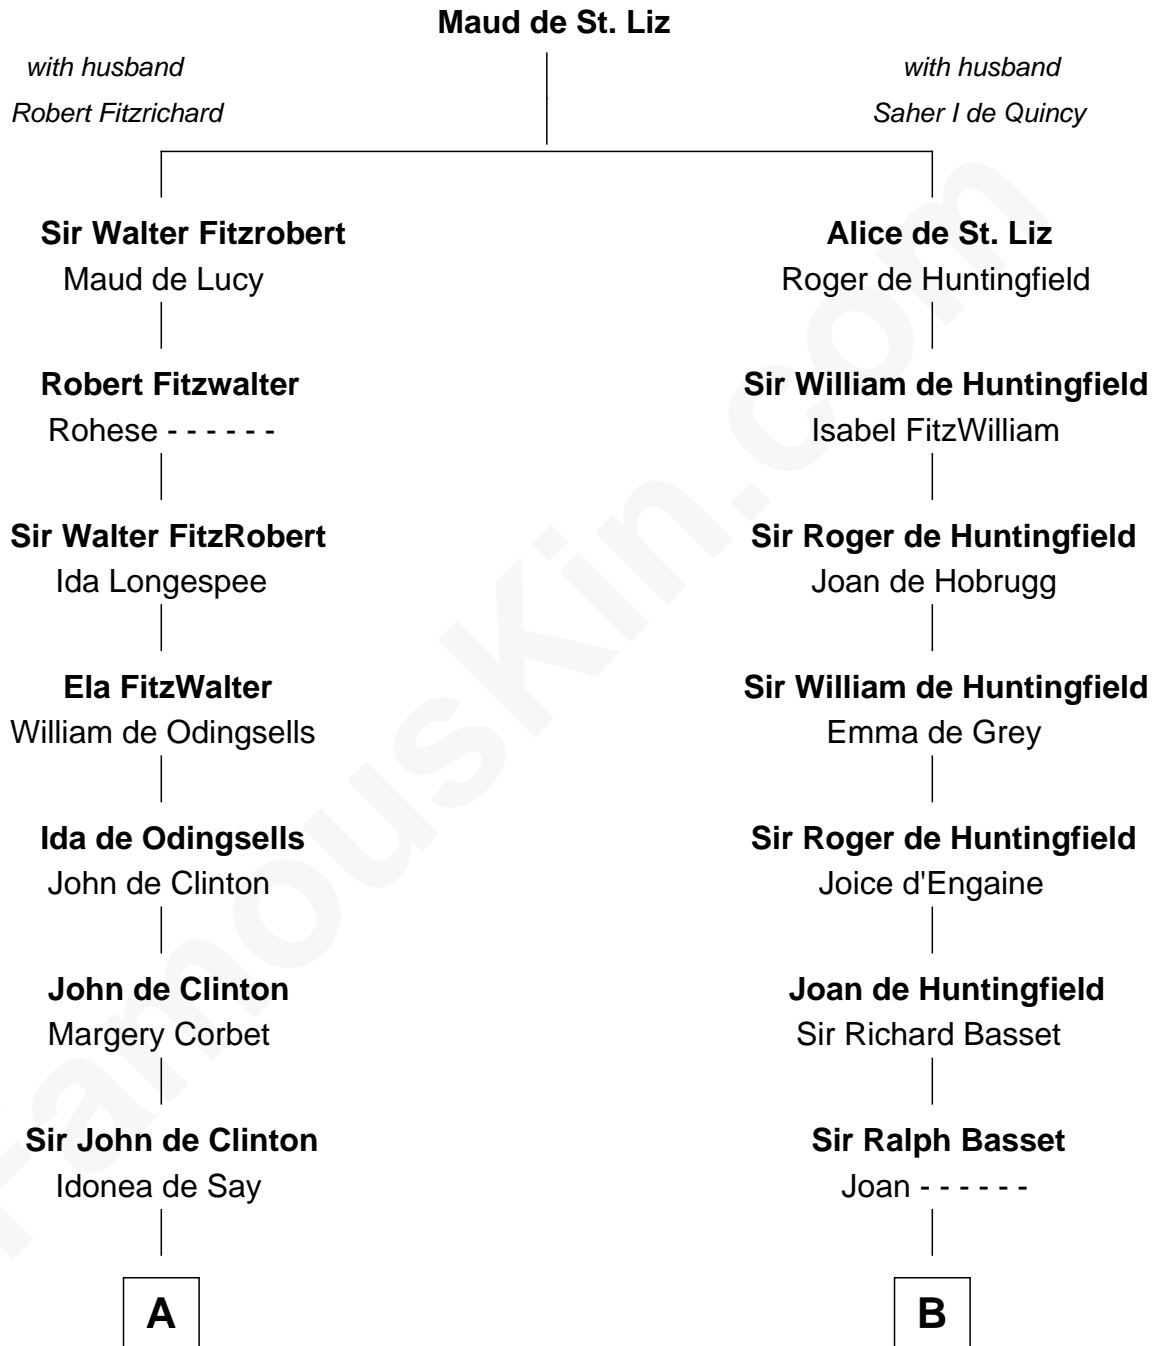 Maud de St. Liz
with husband
Robert Fitzrichard
with husband
Saher I de Quincy
Sir Walter Fitzrobert
Maud de Lucy
Alice de St. Liz
Roger de Huntingfield
Robert Fitzwalter
Rohese - - - - - -
Sir William de Huntingfield
Isabel FitzWilliam
Sir Walter FitzRobert
Ida Longespee
Sir Roger de Huntingfield
Joan de Hobrugg
Ela FitzWalter
William de Odingsells
Sir William de Huntingfield
Emma de Grey
Ida de Odingsells
John de Clinton
Sir Roger de Huntingfield
Joice d'Engaine
John de Clinton
Margery Corbet
Joan de Huntingfield
Sir Richard Basset
Sir John de Clinton
Idonea de Say
Sir Ralph Basset
Joan - - - - - -
A
B
FamousKin.com